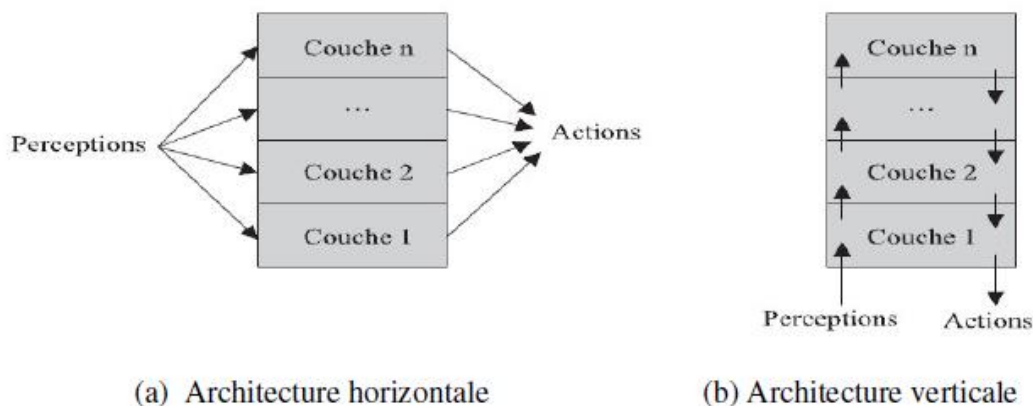 Couche n
...
Couche 2
Couche 1
Perceptions
Actions
Couche n
...
Couche 2
Couche 1
Perceptions
Actions
(a) Architecture horizontale
(b) Architecture verticale